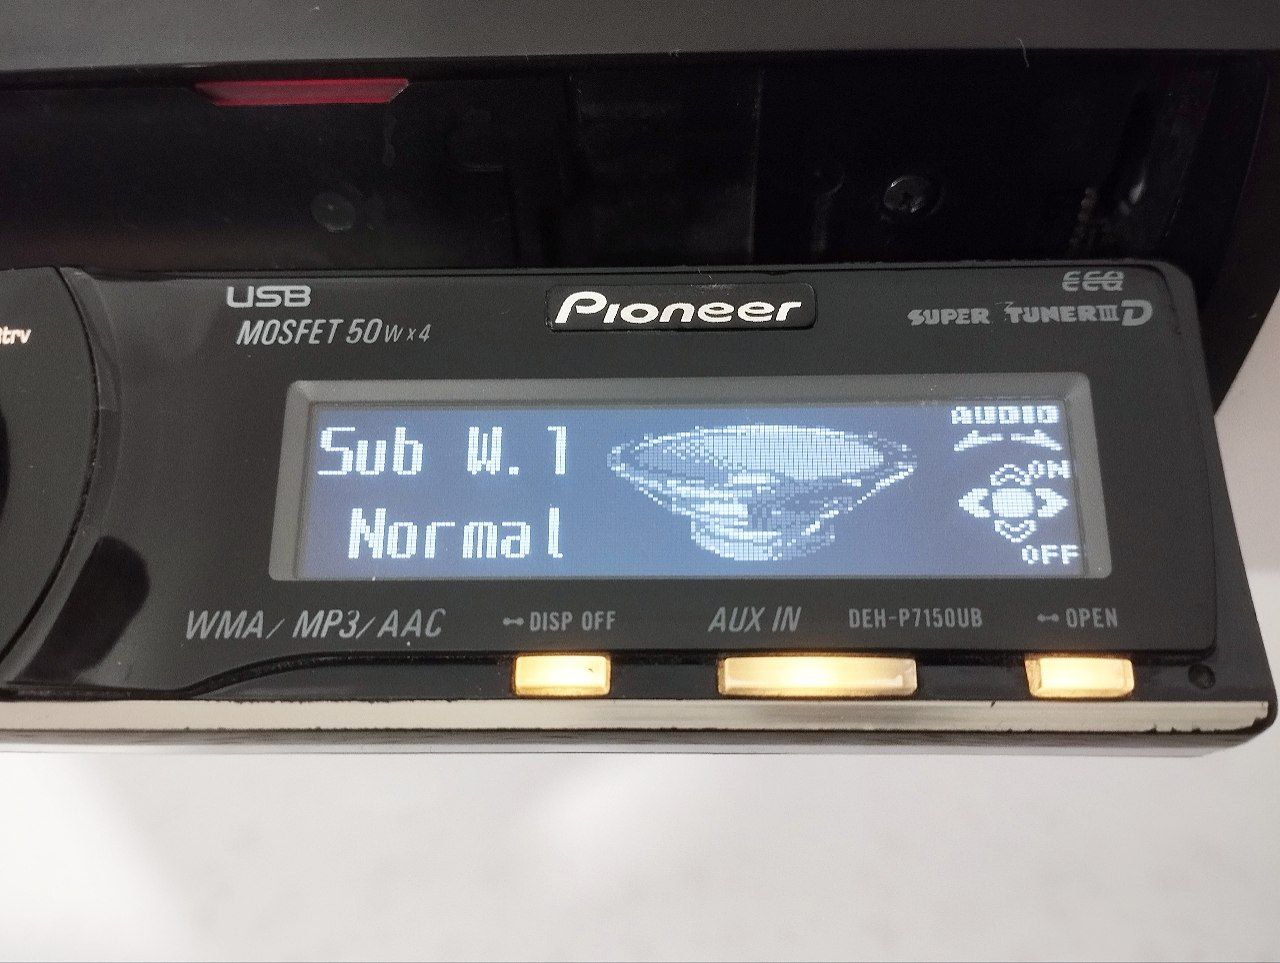 USB
Pioneer
EEQ
MOSFET 50W×4
SUPER TUNER III D
Sub W.1
AUDIO
ON
Normal
OFF
WMA/ MP3/ AAC
DISP OFF
AUX IN
DEH-P7150UB
OPEN